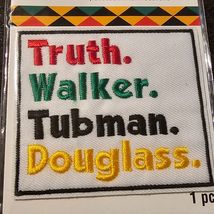 Truth.
Walker.
Tubman.
Douglass.
1 pc